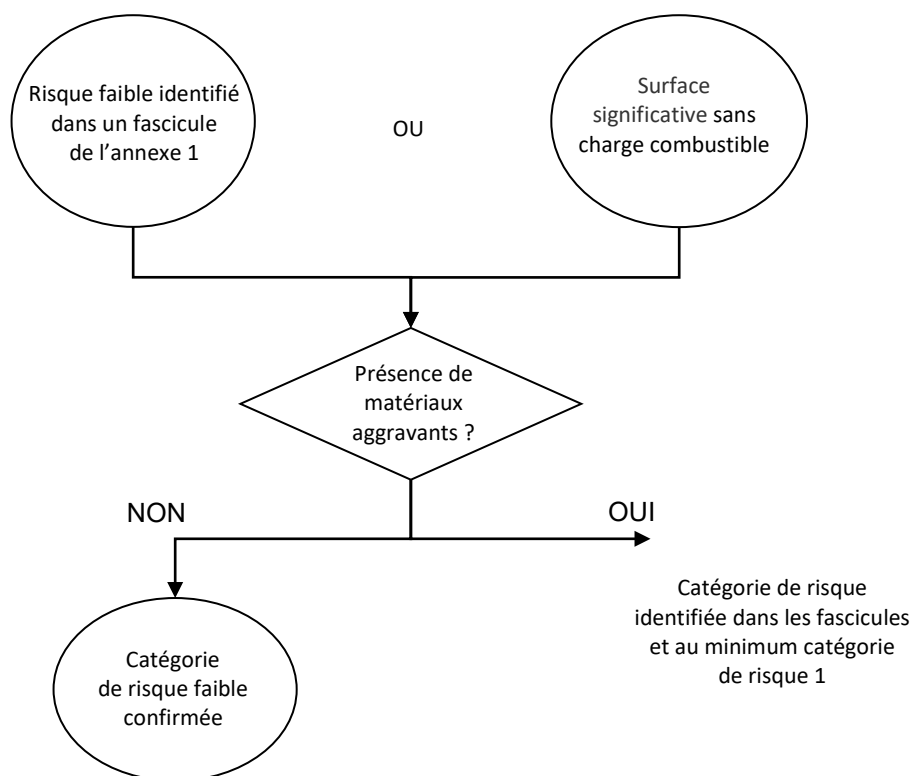 Risque faible identifié
dans un fascicule
de l’annexe 1
OU
Surface
significative sans
charge combustible
Présence de
matériaux
aggravants ?
NON
OUI
Catégorie
de risque faible
confirmée
Catégorie de risque
identifiée dans les fascicules
et au minimum catégorie
de risque 1